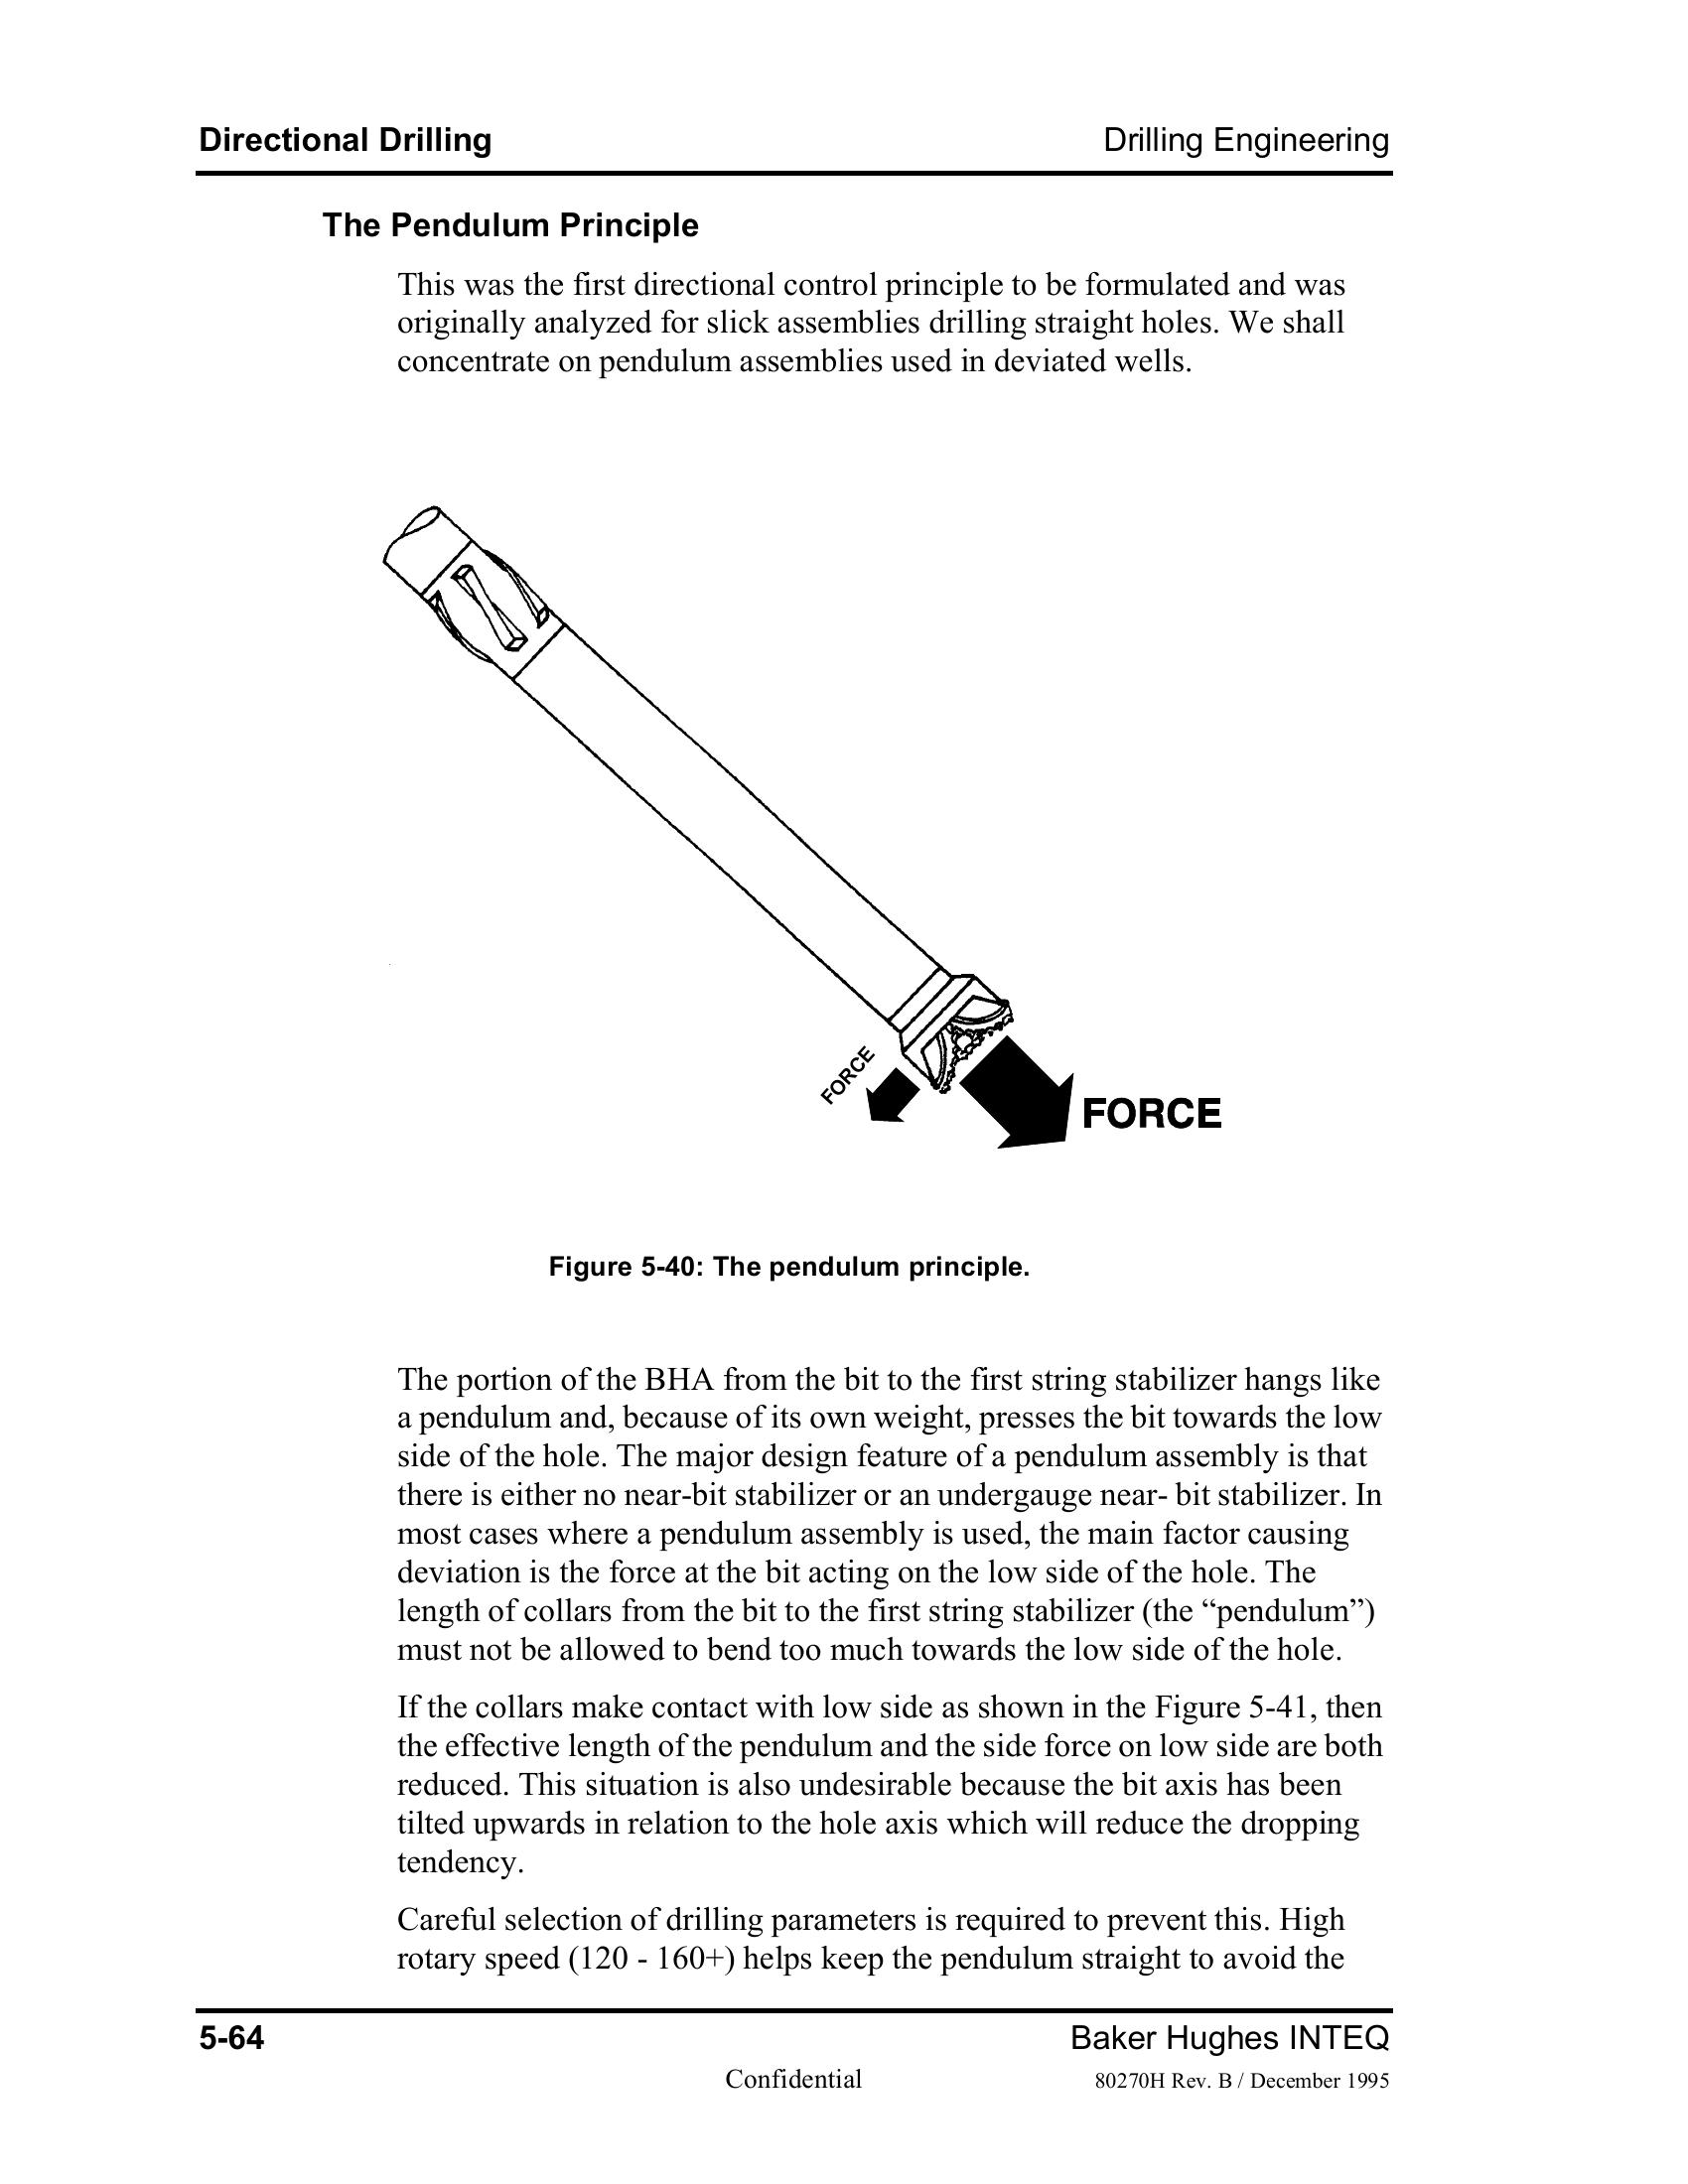 Directional Drilling
Drilling Engineering
The Pendulum Principle
This was the first directional control principle to be formulated and was
originally analyzed for slick assemblies drilling straight holes. We shall
concentrate on pendulum assemblies used in deviated wells.
FORCE
FORCE
Figure 5-40: The pendulum principle.
The portion of the BHA from the bit to the first string stabilizer hangs like
a pendulum and, because of its own weight, presses the bit towards the low
side of the hole. The major design feature of a pendulum assembly is that
there is either no near-bit stabilizer or an undergauge near- bit stabilizer. In
most cases where a pendulum assembly is used, the main factor causing
deviation is the force at the bit acting on the low side of the hole. The
length of collars from the bit to the first string stabilizer (the “pendulum”)
must not be allowed to bend too much towards the low side of the hole.
If the collars make contact with low side as shown in the Figure 5-41, then
the effective length of the pendulum and the side force on low side are both
reduced. This situation is also undesirable because the bit axis has been
tilted upwards in relation to the hole axis which will reduce the dropping
tendency.
Careful selection of drilling parameters is required to prevent this. High
rotary speed (120 - 160+) helps keep the pendulum straight to avoid the
5-64
Baker Hughes INTEQ
Confidential
80270H Rev. B / December 1995